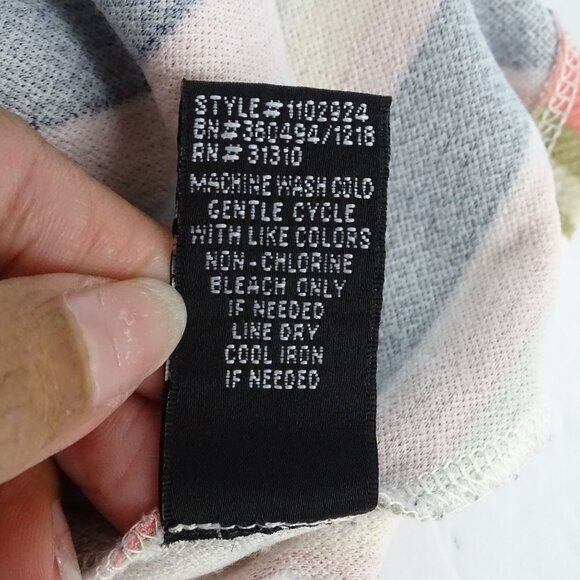 STYLE# 1102924
BN# 360494/1218
RN# 31310
MACHINE WASH COLD
GENTLE CYCLE
WITH LIKE COLORS
NON-CHLORINE
BLEACH ONLY
IF NEEDED
LINE DRY
COOL IRON
IF NEEDED